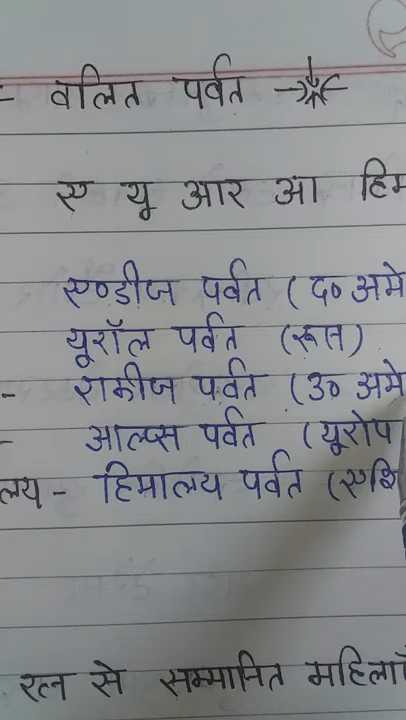 - वलित पर्वत
ए यू आर आ हिम
एण्डीज पर्वत (द० अमे
यूरॉल पर्वत (रूस)
- राकीज पर्वत (उ० अमे
- आल्प्स पर्वत (यूरोप
लय - हिमालय पर्वत (एशि
रत्न से सम्मानित महिलाएँ